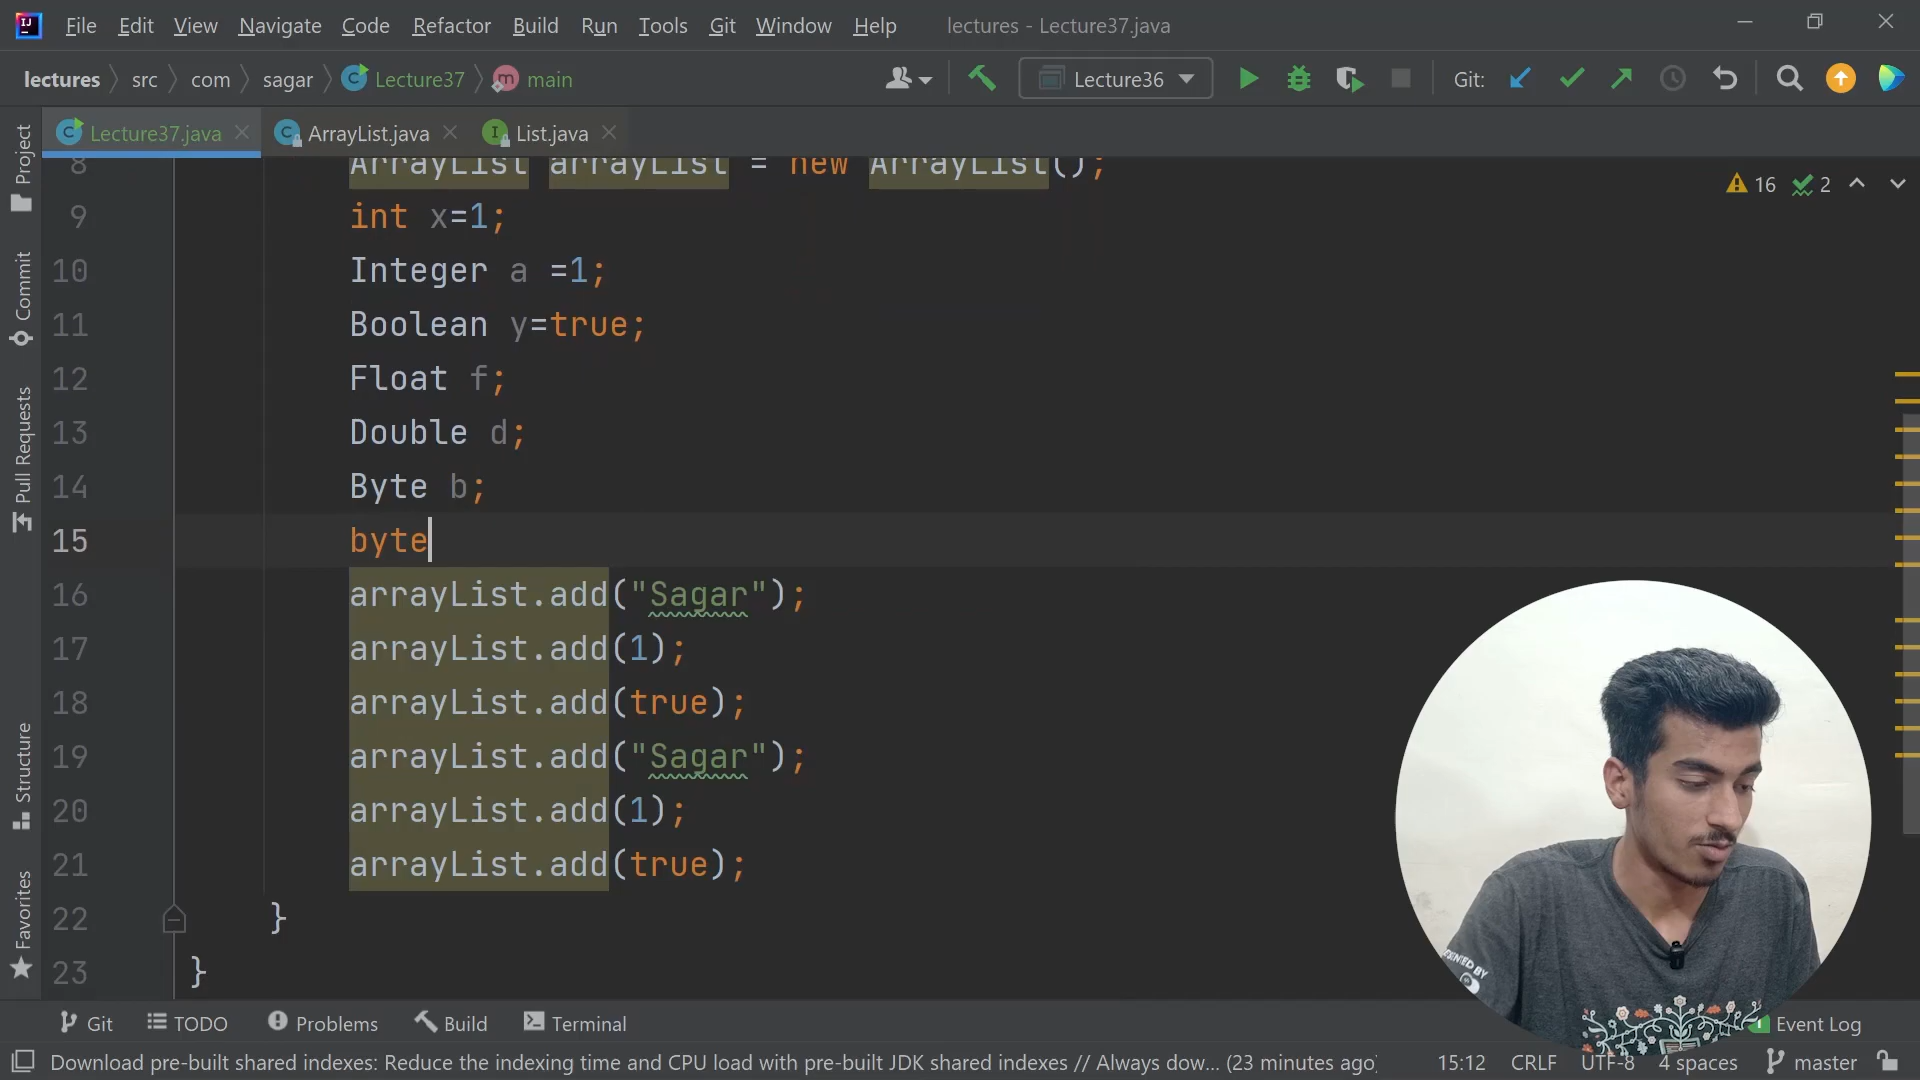 File Edit View Navigate Code Refactor Build Run Tools Git Window Help lectures - Lecture37.java
lectures src com sagar Lecture37 main Lecture36 Git:
Lecture37.java ArrayList.java List.java
8 ArrayList arrayList = new ArrayList();
16 2
9 int x=1;
10 Integer a =1;
11 Boolean y=true;
12 Float f;
13 Double d;
14 Byte b;
15 byte
16 arrayList.add("Sagar");
17 arrayList.add(1);
18 arrayList.add(true);
19 arrayList.add("Sagar");
20 arrayList.add(1);
21 arrayList.add(true);
22 }
23 }
Project
Commit
Pull Requests
Structure
Favorites
Git TODO Problems Build Terminal Event Log
Download pre-built shared indexes: Reduce the indexing time and CPU load with pre-built JDK shared indexes // Always dow... (23 minutes ago) 15:12 CRLF UTF-8 4 spaces master